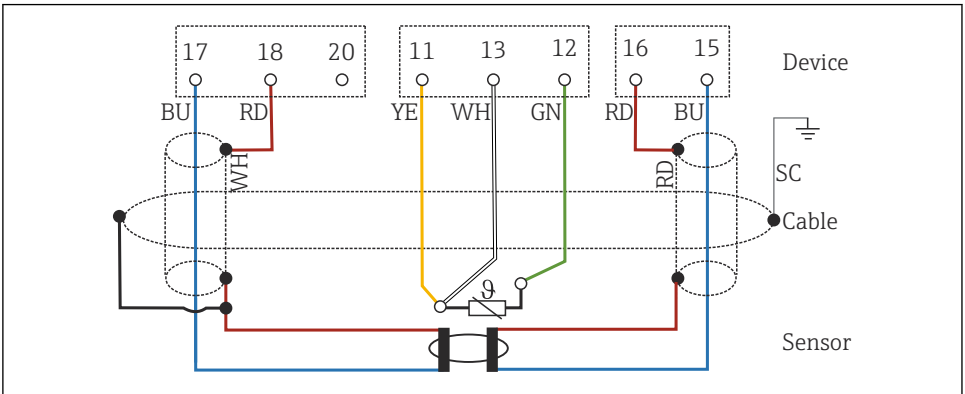 17 18 20 11 13 12 16 15 Device
BU RD YE WH GN RD BU
WH RD SC
Cable
ϑ
Sensor